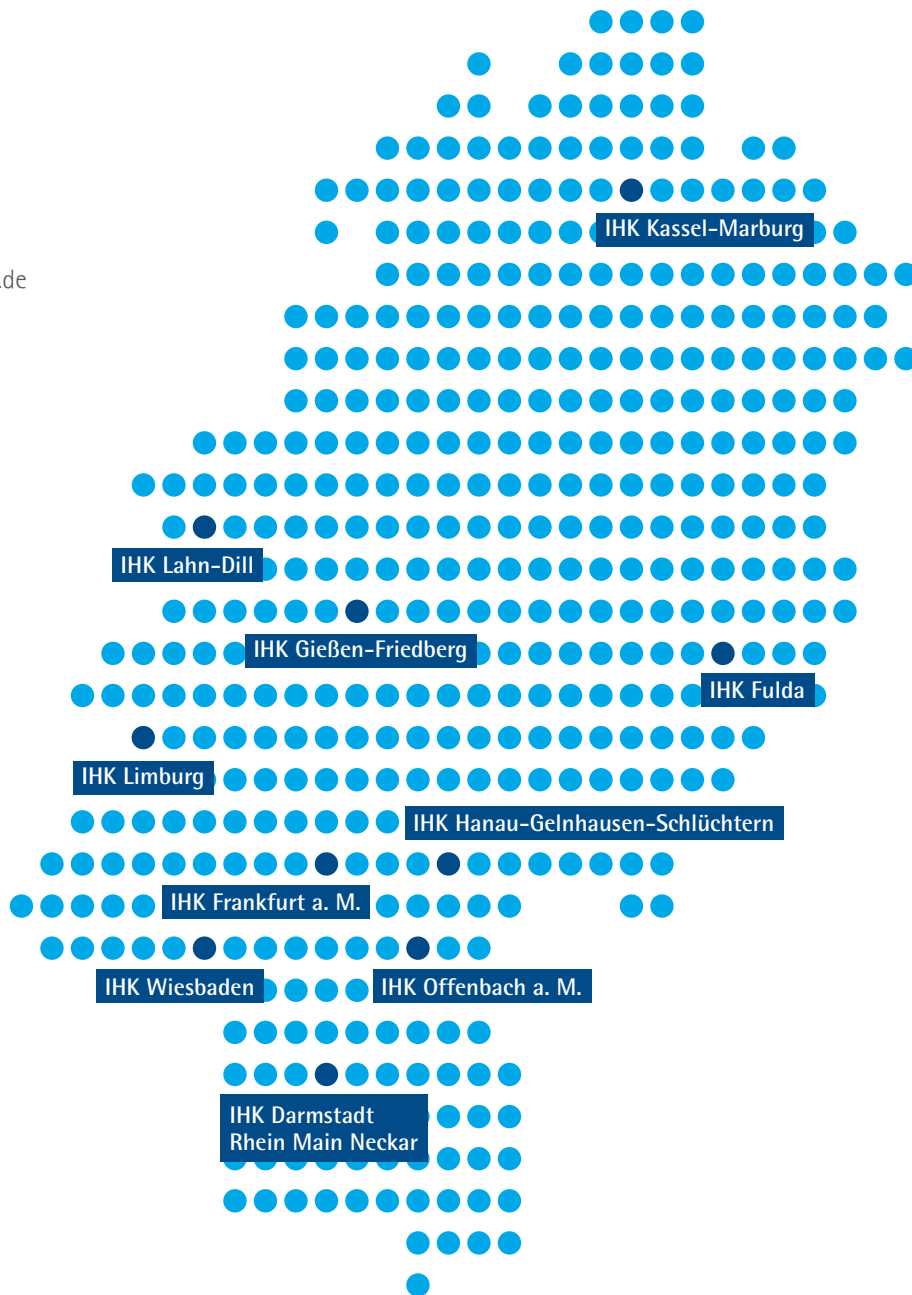 IHK Kassel-Marburg
.de
IHK Lahn-Dill
IHK Gießen-Friedberg
IHK Fulda
IHK Limburg
IHK Hanau-Gelnhausen-Schlüchtern
IHK Frankfurt a. M.
IHK Wiesbaden
IHK Offenbach a. M.
IHK Darmstadt
Rhein Main Neckar